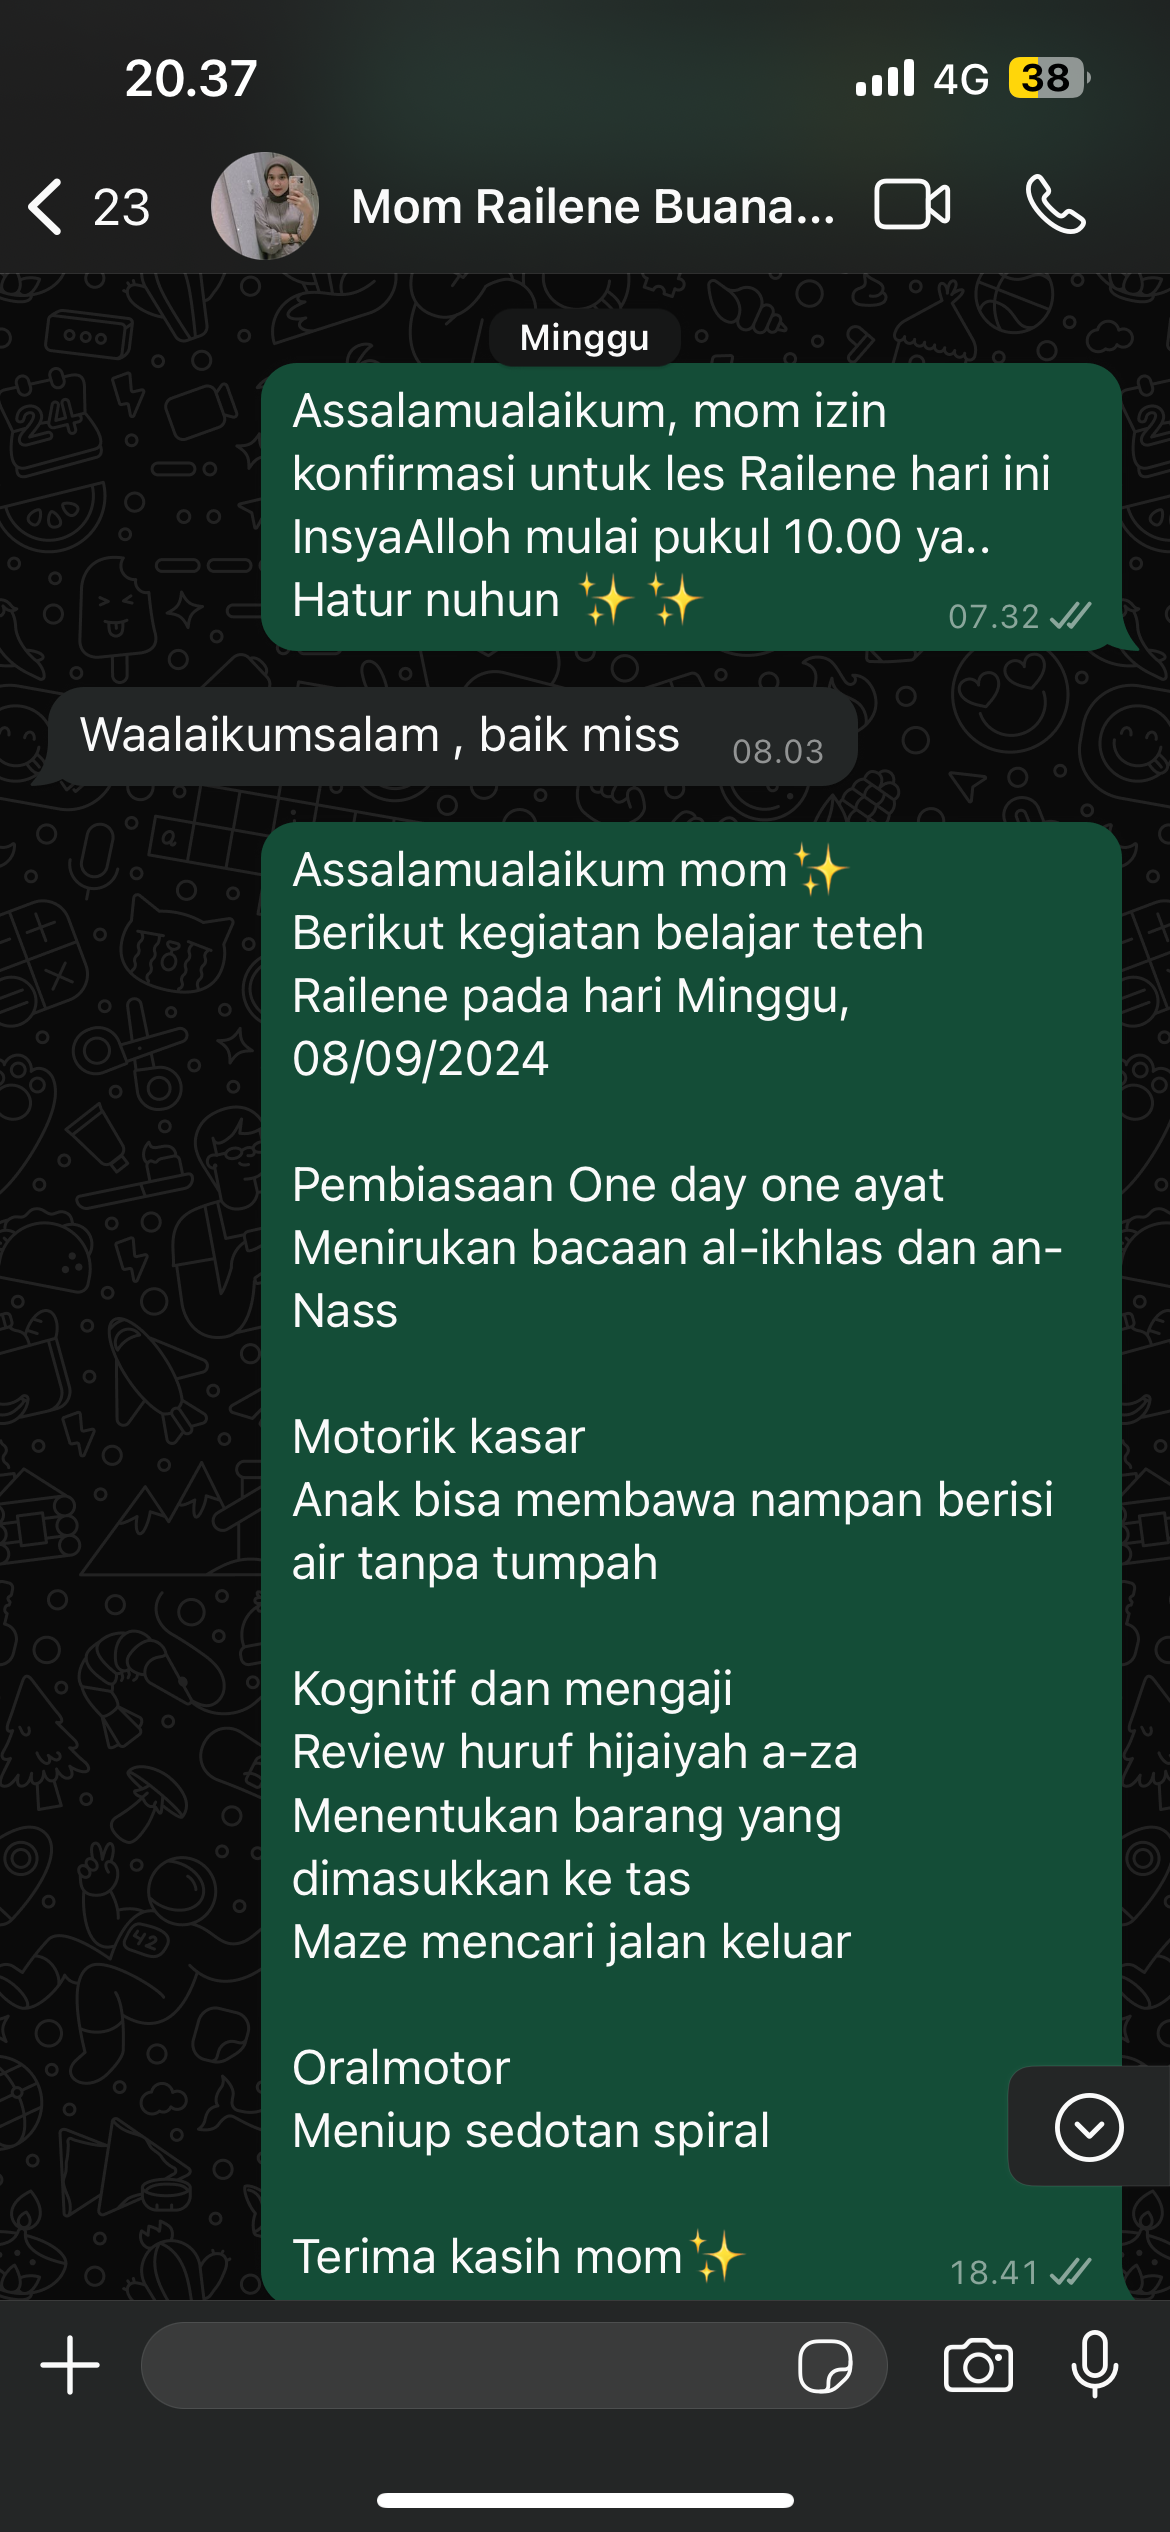 20.37
4G 38
23
Mom Railene Buana...
Minggu
Assalamualaikum, mom izin
konfirmasi untuk les Railene hari ini
InsyaAlloh mulai pukul 10.00 ya..
Hatur nuhun ✨ ✨
07.32
Waalaikumsalam , baik miss
08.03
Assalamualaikum mom✨
Berikut kegiatan belajar teteh
Railene pada hari Minggu,
08/09/2024
Pembiasaan One day one ayat
Menirukan bacaan al-ikhlas dan an-
Nass
Motorik kasar
Anak bisa membawa nampan berisi
air tanpa tumpah
Kognitif dan mengaji
Review huruf hijaiyah a-za
Menentukan barang yang
dimasukkan ke tas
Maze mencari jalan keluar
Oralmotor
Meniup sedotan spiral
Terima kasih mom✨
18.41